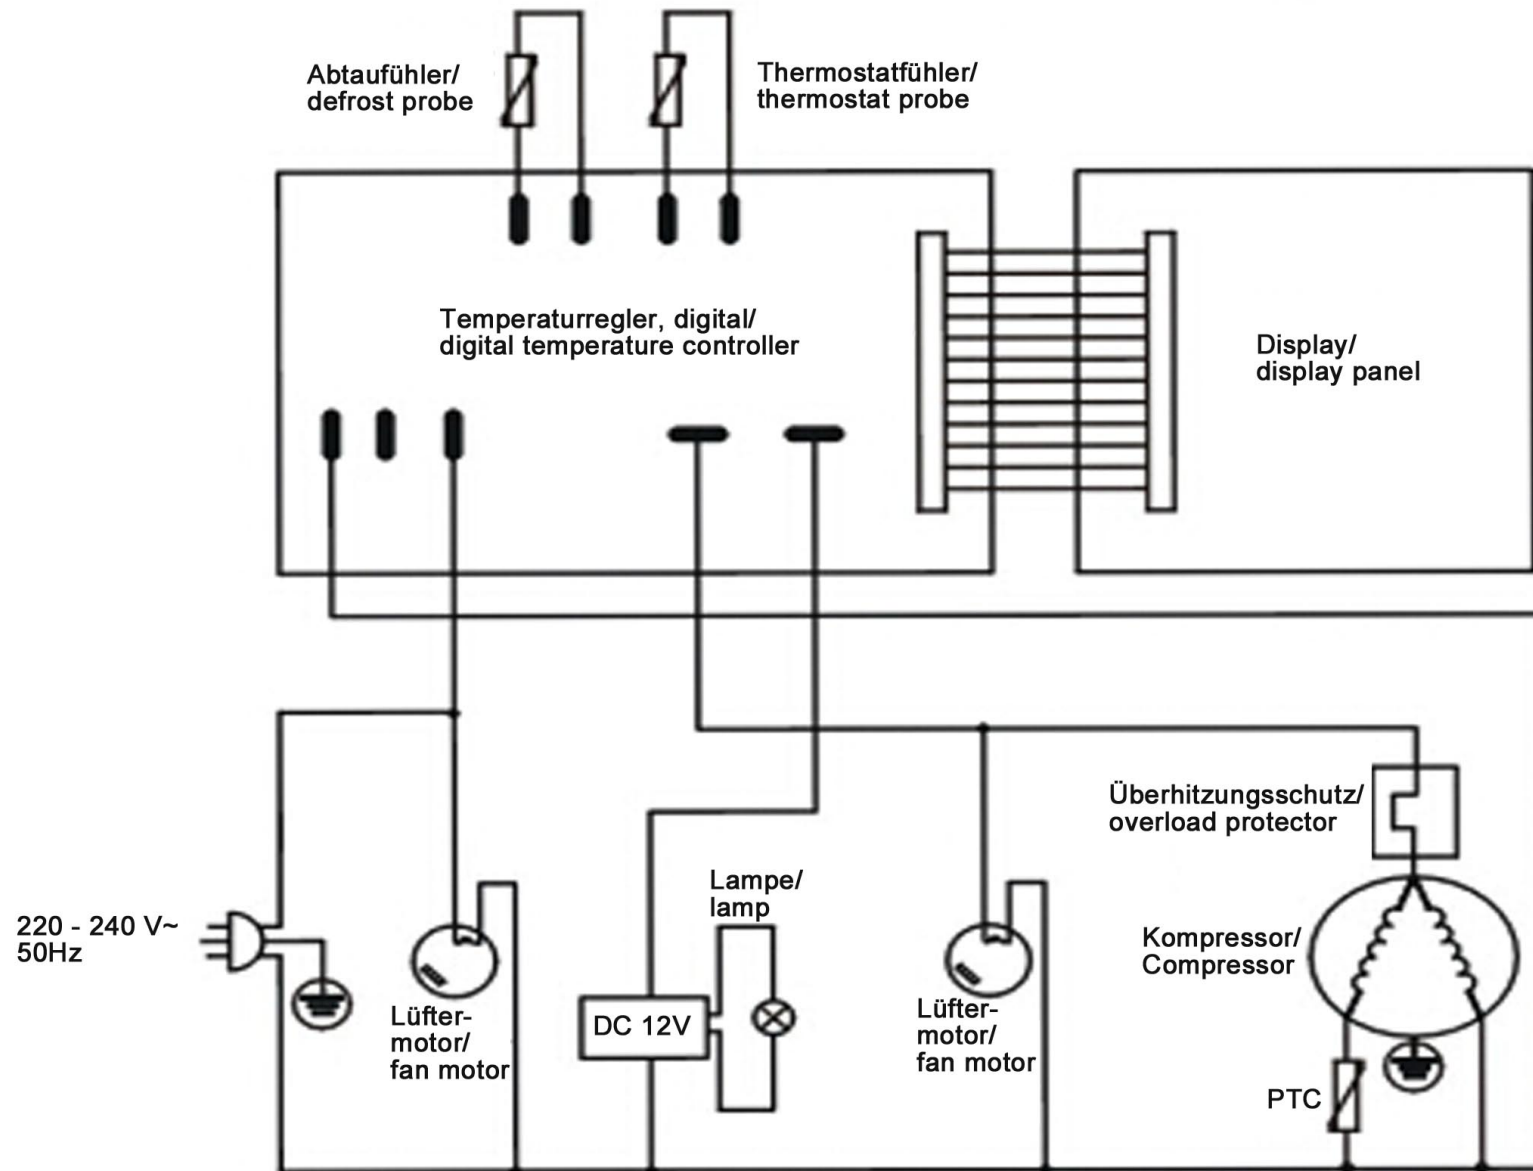 Abtaufühler/
defrost probe
Thermostatfühler/
thermostat probe
Temperaturregler, digital/
digital temperature controller
Display/
display panel
Überhitzungsschutz/
overload protector
Lampe/
lamp
220 - 240 V~
50Hz
Kompressor/
Compressor
Lüfter-
motor/
fan motor
DC 12V
Lüfter-
motor/
fan motor
PTC